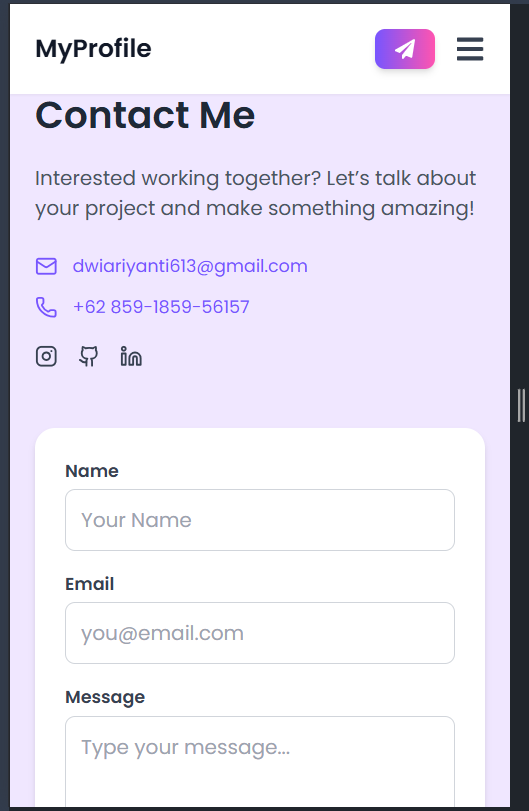 MyProfile
Contact Me
Interested working together? Let’s talk about
your project and make something amazing!
dwiariyanti613@gmail.com
+62 859-1859-56157
Name
Your Name
Email
you@email.com
Message
Type your message...